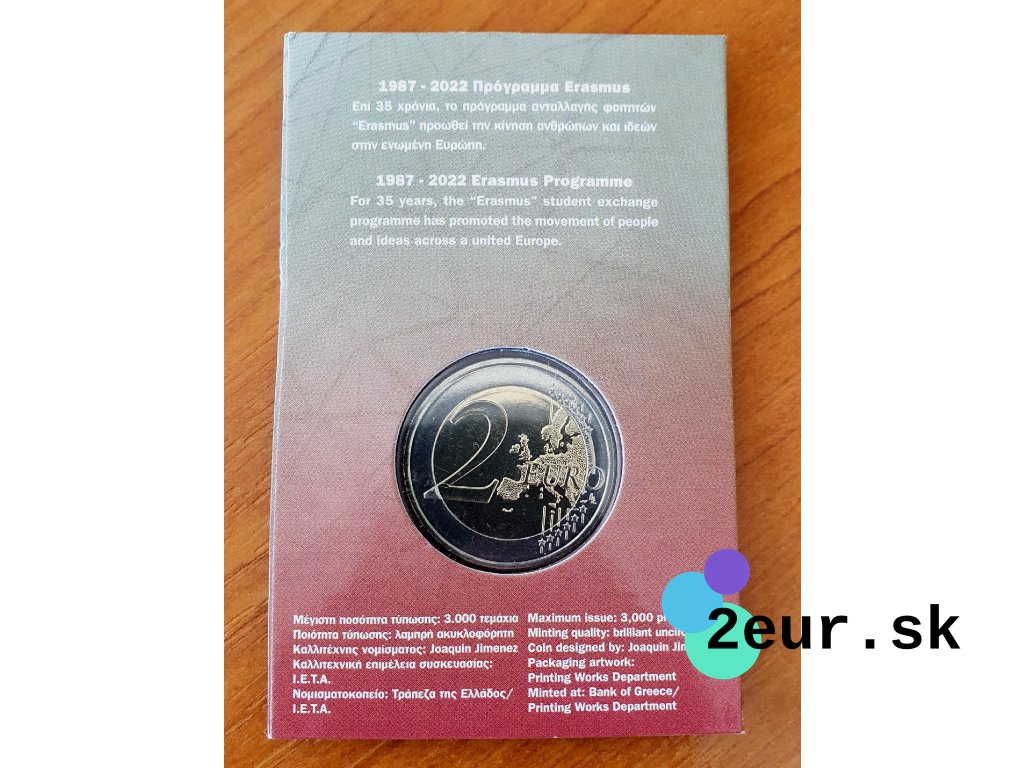 1987 - 2022 Πρόγραμμα Erasmus
Επί 35 χρόνια, το πρόγραμμα ανταλλαγής φοιτητών
“Erasmus” προωθεί την κίνηση ανθρώπων και ιδεών
στην ενωμένη Ευρώπη.
1987 - 2022 Erasmus Programme
For 35 years, the “Erasmus” student exchange
programme has promoted the movement of people
and ideas across a united Europe.
2 EURO
Μέγιστη ποσότητα τύπωσης: 3.000 τεμάχια
Ποιότητα τύπωσης: λαμπρή ακυκλοφόρητη
Καλλιτέχνης νομίσματος: Joaquin Jimenez
Καλλιτεχνική επιμέλεια συσκευασίας:
Ι.Ε.Τ.Α.
Νομισματοκοπείο: Τράπεζα της Ελλάδος/
Ι.Ε.Τ.Α.
Maximum issue: 3,000
Minting quality: brilliant
Coin designed by: Joaquin
Packaging artwork:
Printing Works Department
Minted at: Bank of Greece/
Printing Works Department
2eur.sk